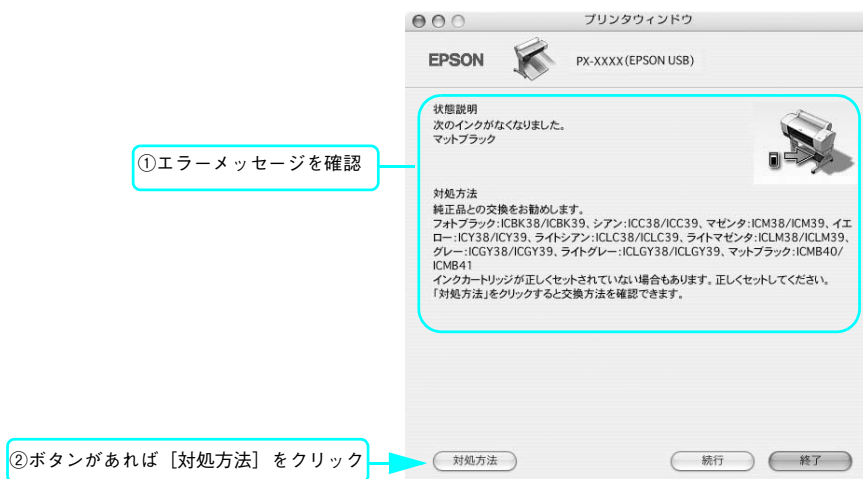 プリンタウィンドウ
EPSON
PX-XXXX(EPSON USB)
状態説明
次のインクがなくなりました。
マットブラック
①エラーメッセージを確認
対処方法
純正品との交換をお勧めします。
フォトブラック:ICBK38/ICBK39、シアン:ICC38/ICC39、マゼンタ:ICM38/ICM39、イエ
ロー:ICY38/ICY39、ライトシアン:ICLC38/ICLC39、ライトマゼンタ:ICLM38/ICLM39、
グレー:ICGY38/ICGY39、ライトグレー:ICLGY38/ICLGY39、マットブラック:ICMB40/
ICMB41
インクカートリッジが正しくセットされていない場合もあります。正しくセットしてください。
「対処方法」をクリックすると交換方法を確認できます。
②ボタンがあれば［対処方法］をクリック
対処方法
続行
終了